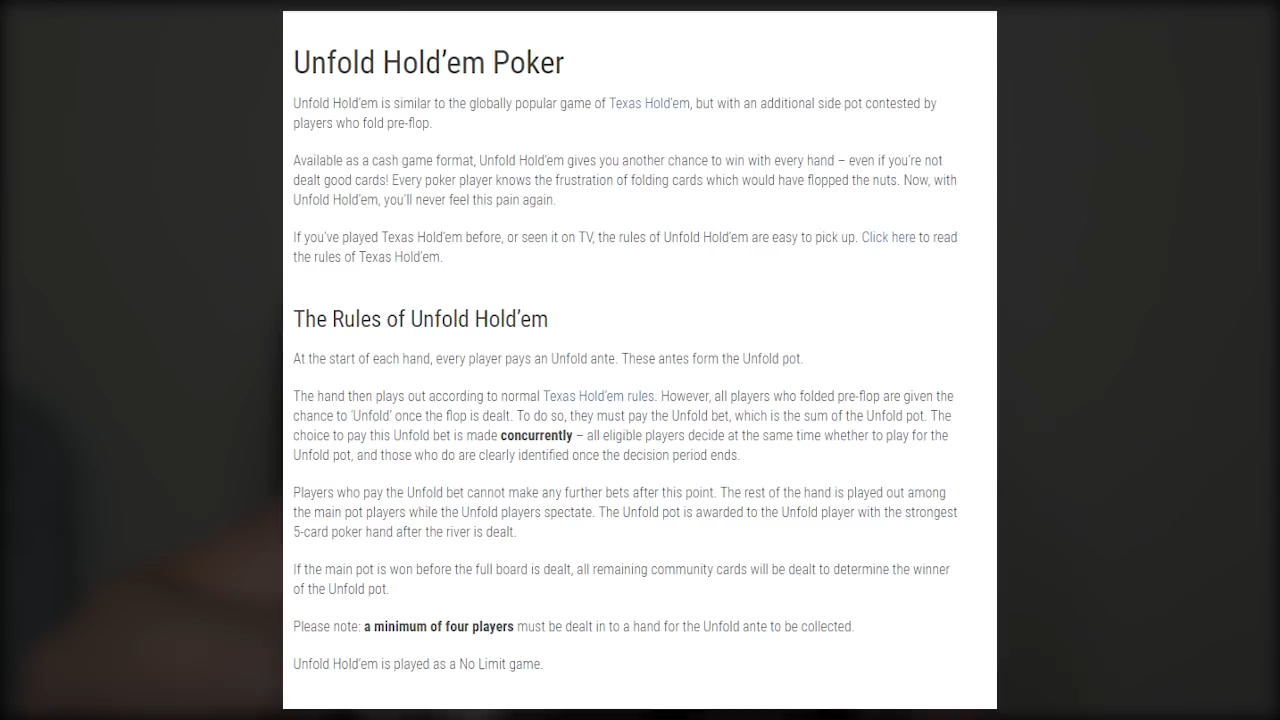 Unfold Hold’em Poker
Unfold Hold’em is similar to the globally popular game of Texas Hold’em, but with an additional side pot contested by
players who fold pre-flop.
Available as a cash game format, Unfold Hold’em gives you another chance to win with every hand – even if you’re not
dealt good cards! Every poker player knows the frustration of folding cards which would have flopped the nuts. Now, with
Unfold Hold’em, you’ll never feel this pain again.
If you’ve played Texas Hold’em before, or seen it on TV, the rules of Unfold Hold’em are easy to pick up. Click here to read
the rules of Texas Hold’em.
The Rules of Unfold Hold’em
At the start of each hand, every player pays an Unfold ante. These antes form the Unfold pot.
The hand then plays out according to normal Texas Hold’em rules. However, all players who folded pre-flop are given the
chance to ‘Unfold’ once the flop is dealt. To do so, they must pay the Unfold bet, which is the sum of the Unfold pot. The
choice to pay this Unfold bet is made concurrently – all eligible players decide at the same time whether to play for the
Unfold pot, and those who do are clearly identified once the decision period ends.
Players who pay the Unfold bet cannot make any further bets after this point. The rest of the hand is played out among
the main pot players while the Unfold players spectate. The Unfold pot is awarded to the Unfold player with the strongest
5-card poker hand after the river is dealt.
If the main pot is won before the full board is dealt, all remaining community cards will be dealt to determine the winner
of the Unfold pot.
Please note: a minimum of four players must be dealt in to a hand for the Unfold ante to be collected.
Unfold Hold’em is played as a No Limit game.